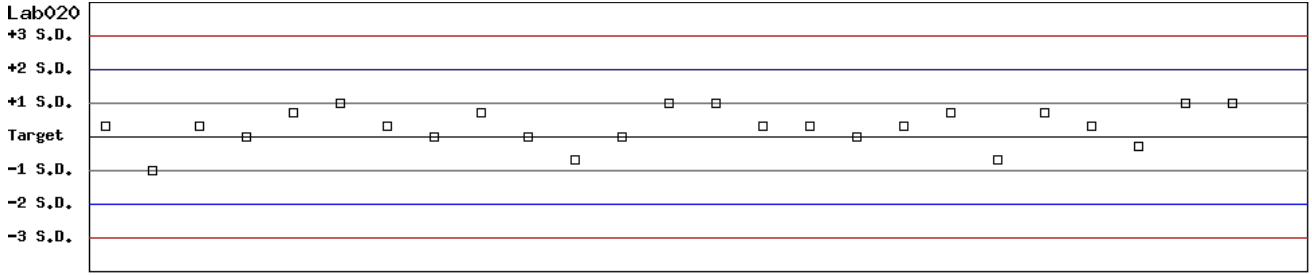 Lab020
+3 S.D.
+2 S.D.
+1 S.D.
Target
-1 S.D.
-2 S.D.
-3 S.D.